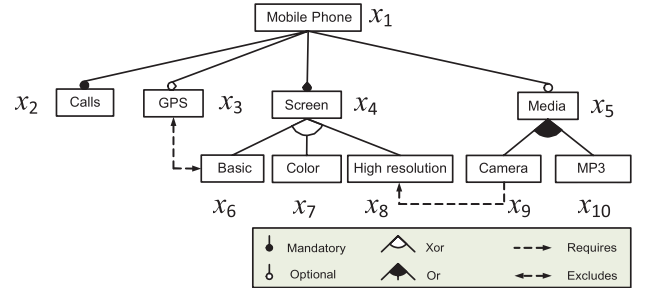 Mobile Phone x1
x2 Calls GPS x3 Screen x4 Media x5
Basic Color High resolution Camera MP3
x6 x7 x8 x9 x10
Mandatory Xor Requires
Optional Or Excludes